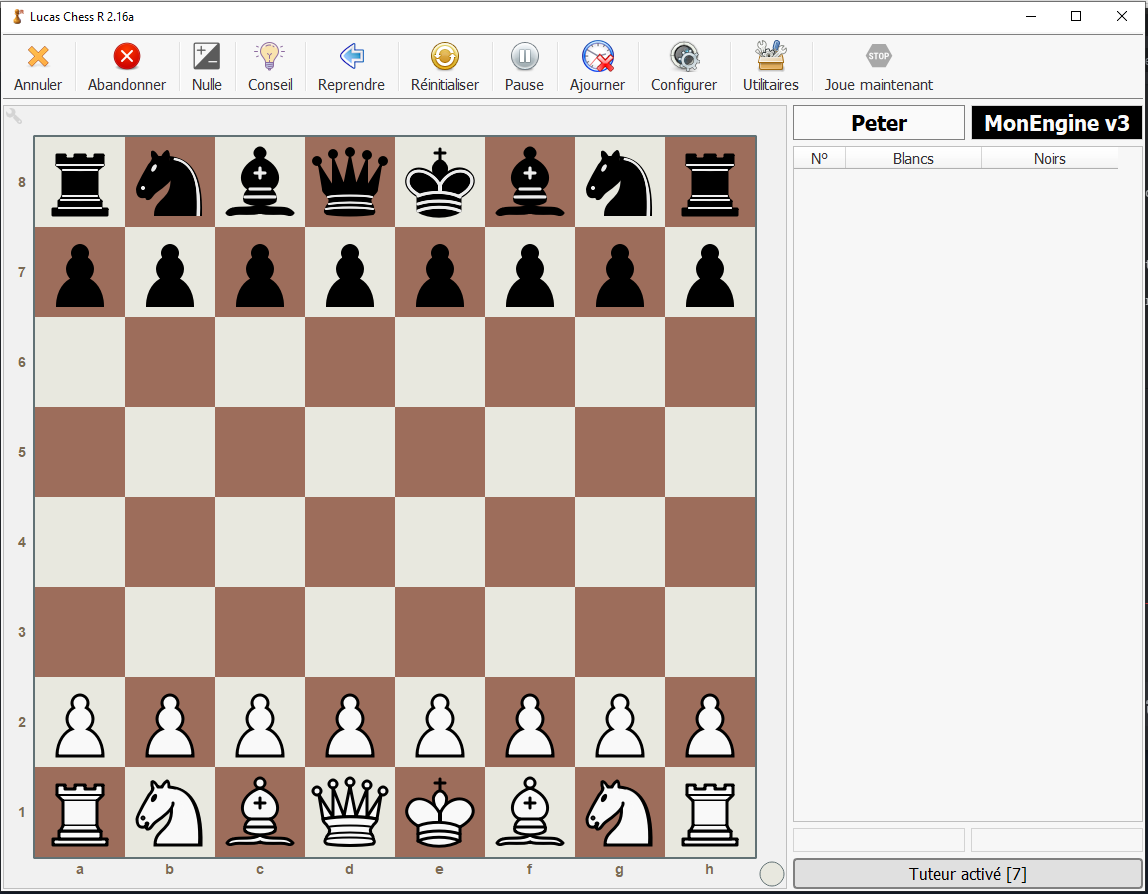 Lucas Chess R 2.16a
Annuler Abandonner Nulle Conseil Reprendre Réinitialiser Pause Ajourner Configurer Utilitaires STOP Joue maintenant
Peter MonEngine v3
Nº Blancs Noirs
8
7
6
5
4
3
2
1
a b c d e f g h
Tuteur activé [7]